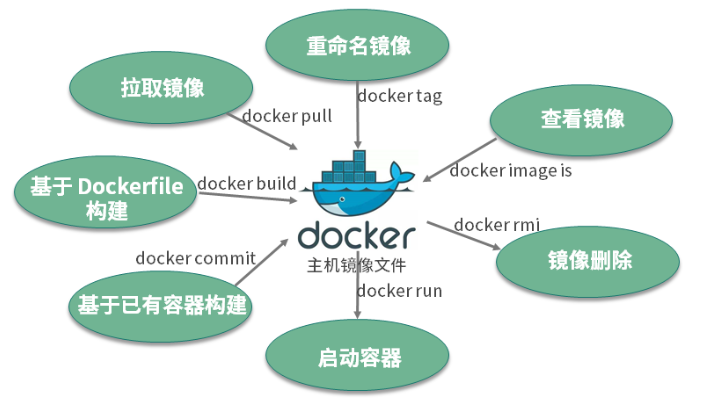 重命名镜像
拉取镜像
docker tag
docker pull
查看镜像
docker image is
基于 Dockerfile
构建
docker build
docker
docker rmi
镜像删除
docker commit
主机镜像文件
基于已有容器构建
docker run
启动容器